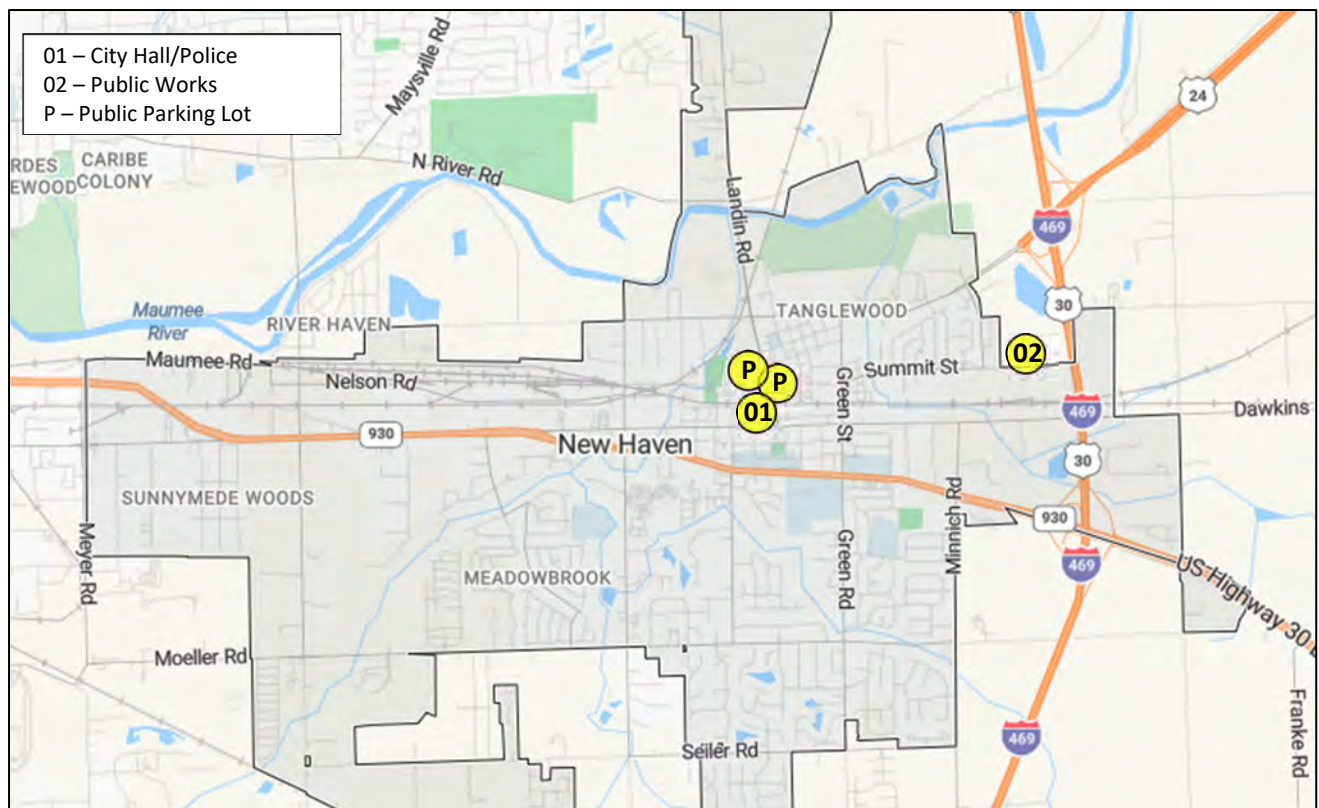 01 – City Hall/Police
02 – Public Works
P – Public Parking Lot
Maysville Rd
24
RDES
EWOOD
CARIBE
COLONY
N River Rd
Landin Rd
469
30
Maumee
River
RIVER HAVEN
TANGLEWOOD
Maumee Rd
Nelson Rd
P
P
01
02
Summit St
Green St
469
Dawkins
930
New Haven
30
SUNNYMEDE WOODS
Minnich Rd
930
Meyer Rd
MEADOWBROOK
Green Rd
469
US Highway 30 E
Moeller Rd
Seiler Rd
469
Franke Rd